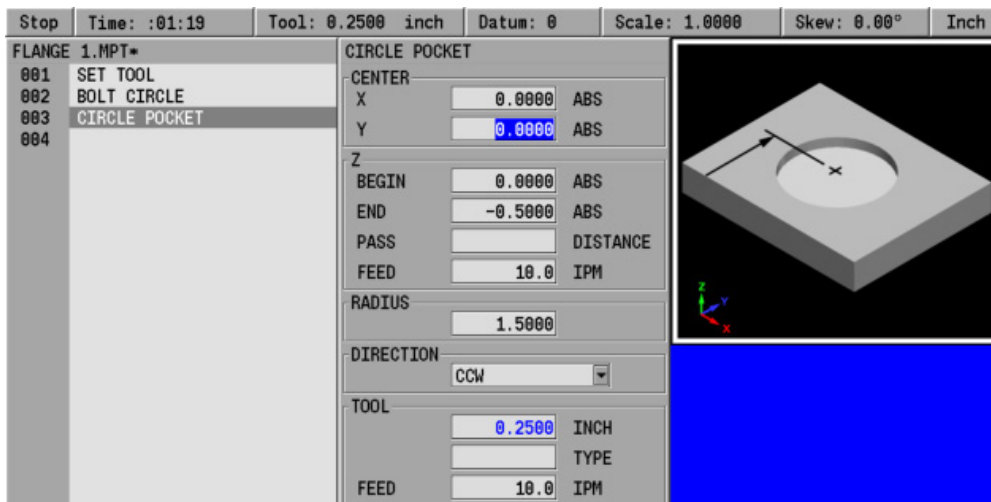 Stop Time: :01:19 Tool: 0.2500 inch Datum: 0 Scale: 1.0000 Skew: 0.00° Inch
FLANGE 1.MPT*
001 SET TOOL
002 BOLT CIRCLE
003 CIRCLE POCKET
004
CIRCLE POCKET
CENTER
X 0.0000 ABS
Y 0.0000 ABS
Z
BEGIN 0.0000 ABS
END -0.5000 ABS
PASS DISTANCE
FEED 10.0 IPM
RADIUS
1.5000
DIRECTION
CCW
TOOL
0.2500 INCH
TYPE
FEED 10.0 IPM
Z
Y
X